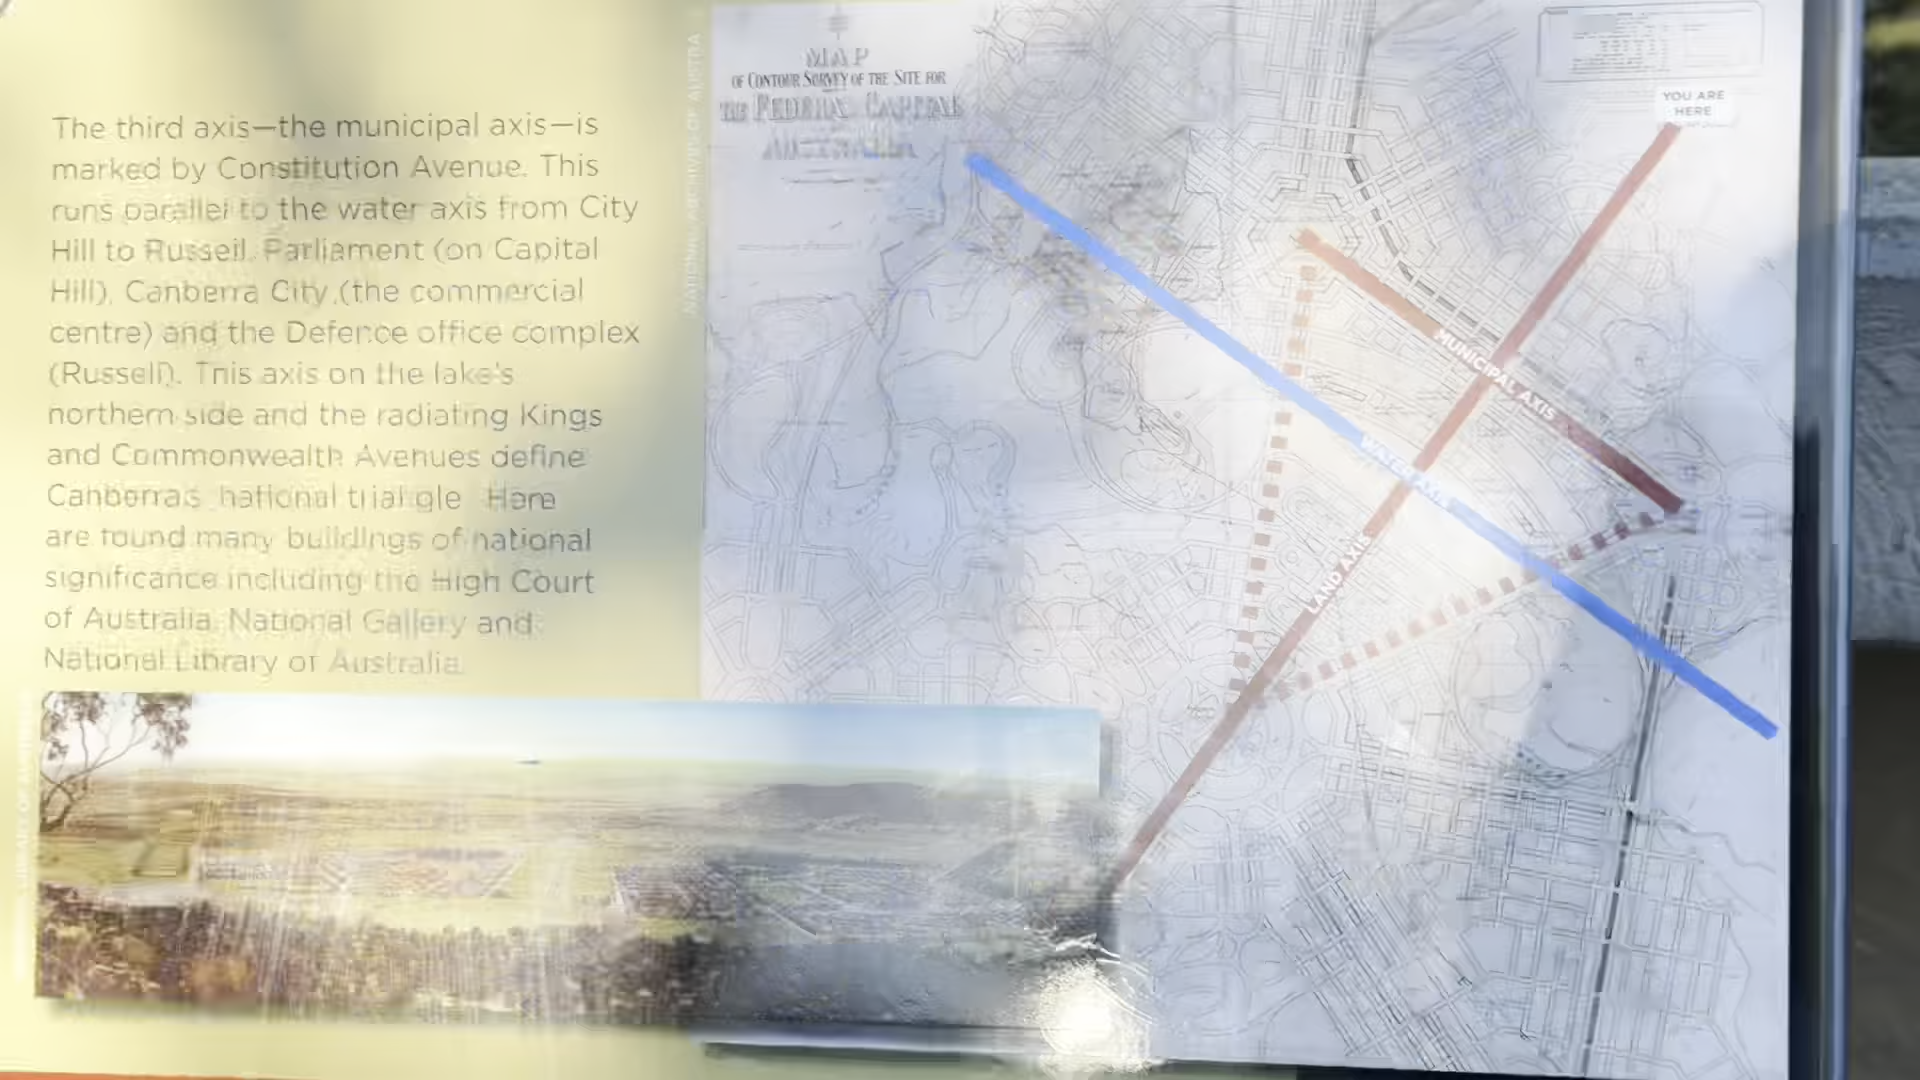 The third axis—the municipal axis—is
marked by Constitution Avenue. This
runs parallel to the water axis from City
Hill to Russell. Parliament (on Capital
Hill), Canberra City (the commercial
centre) and the Defence office complex
(Russell). This axis on the lake's
northern side and the radiating Kings
and Commonwealth Avenues define
Canberra's national triangle. Here
are found many buildings of national
significance including the High Court
of Australia, National Gallery and
National Library of Australia.
NATIONAL ARCHIVES OF AUSTRA
MAP
OF CONTOUR SURVEY OF THE SITE FOR
THE FEDERAL CAPITAL
YOU ARE
HERE
MUNICIPAL AXIS
WATER AXIS
LAND AXIS